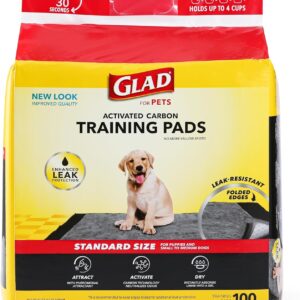 30
SECONDS
HOLDS UP TO 4 CUPS
NEW LOOK
IMPROVED QUALITY
GLAD
FOR PETS
ACTIVATED CARBON
TRAINING PADS
ENHANCED
LEAK
PROTECTION
LEAK-RESISTANT
FOLDED
EDGES
STANDARD SIZE
FOR PUPPIES AND
SMALL TO MEDIUM DOGS
ATTRACT
ACTIVATE
DRY
100